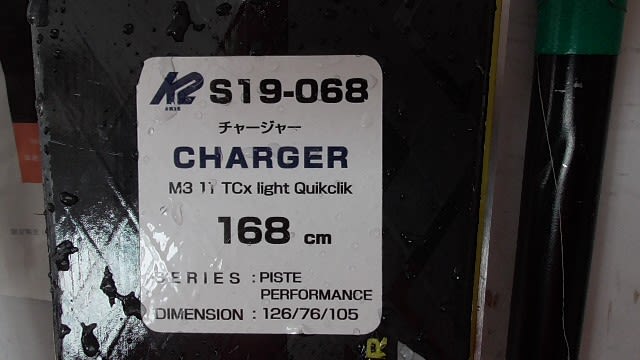 K2 S19-068
SKIS
チャージャー
CHARGER
M3 11 TCx light Quikclik
168 cm
SERIES : PISTE
PERFORMANCE
DIMENSION : 126/76/105
R